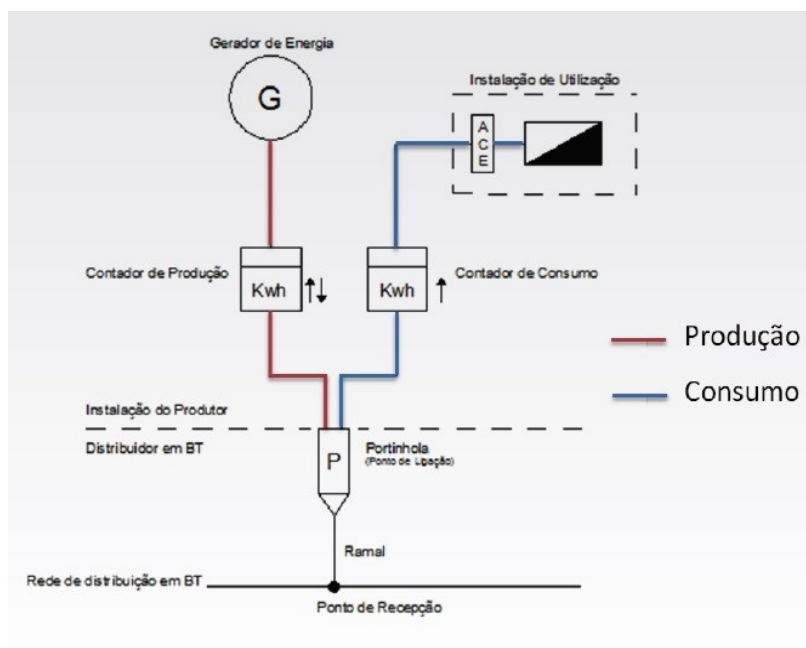 Gerador de Energia
G
Instalação de Utilização
A
C
E
Contador de Produção
Kwh
Kwh
Contador de Consumo
Produção
Consumo
Instalação do Produtor
Distribuidor em BT
P
Portinhola
(Ponto de Ligação)
Ramal
Rede de distribuição em BT
Ponto de Recepção